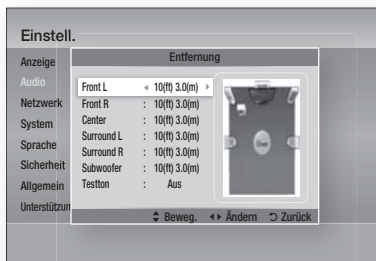 Einstell.
Anzeige
Audio
Netzwerk
System
Sprache
Sicherheit
Allgemein
Unterstützun
Entfernung
Front L ◂ 10(ft) 3.0(m) ▸
Front R : 10(ft) 3.0(m)
Center : 10(ft) 3.0(m)
Surround L : 10(ft) 3.0(m)
Surround R : 10(ft) 3.0(m)
Subwoofer : 10(ft) 3.0(m)
Testton : Aus
Beweg. Ändern Zurück